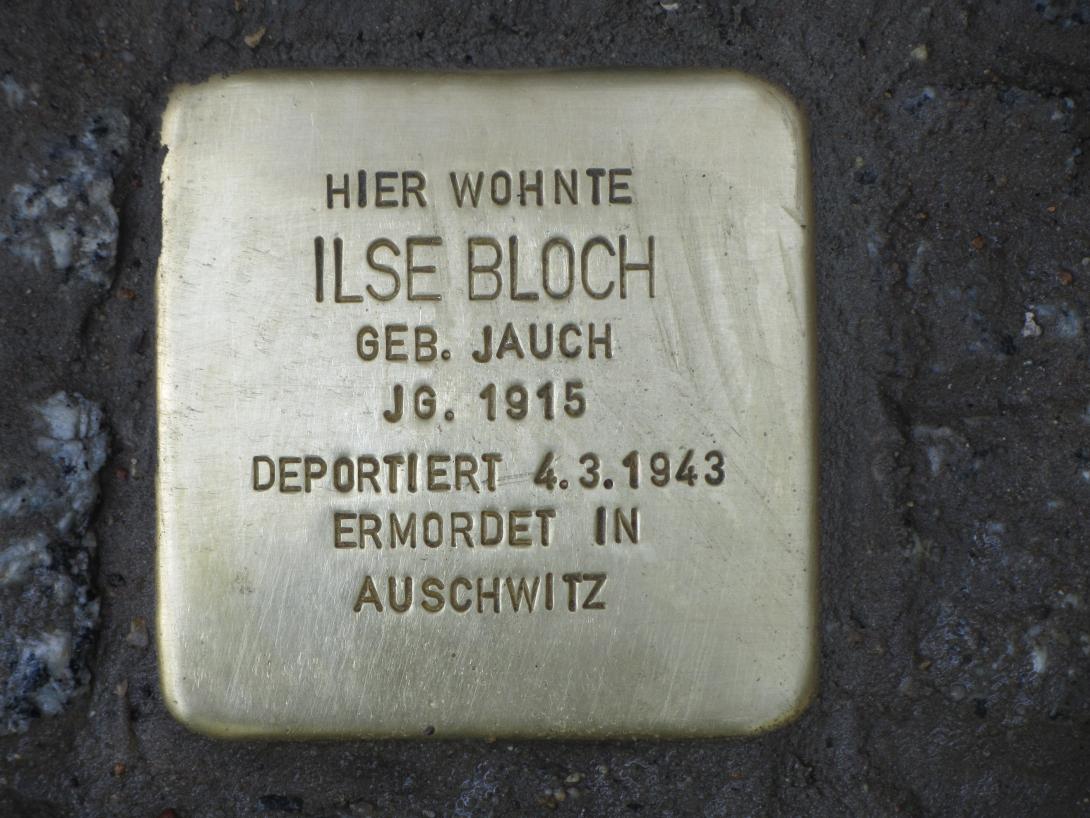 HIER WOHNTE
ILSE BLOCH
GEB. JAUCH
JG. 1915
DEPORTIERT 4.3.1943
ERMORDET IN
AUSCHWITZ